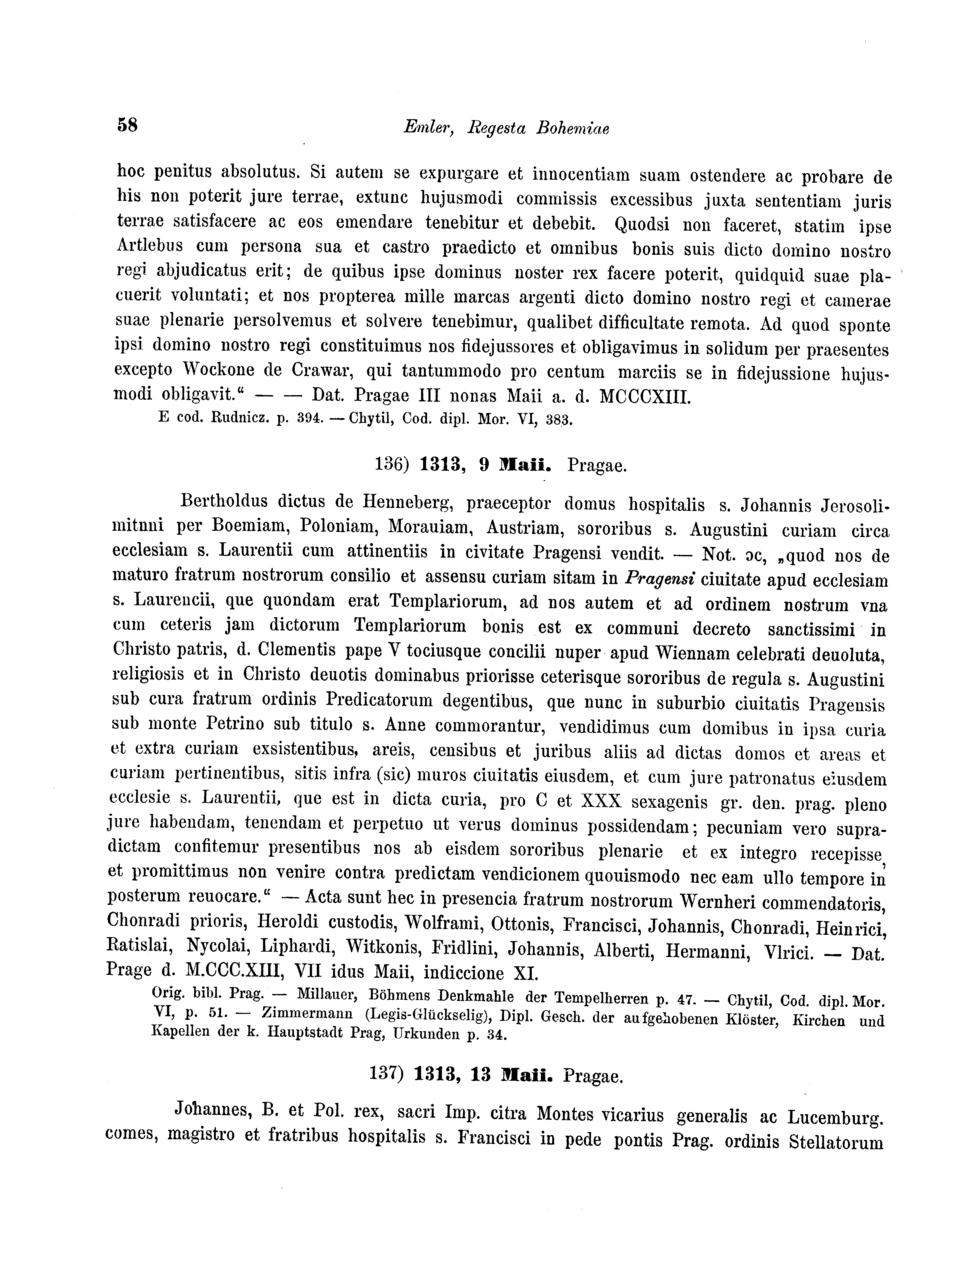 58 Emler, Regesta Bohemiae
hoc penitus absolutus. Si autem se expurgare et innocentiam suam ostendere ac probare de
his non poterit jure terrae, extunc hujusmodi commissis excessibus juxta sententiam juris
terrae satisfacere ac eos emendare tenebitur et debebit. Quodsi non faceret, statim ipse
Artlebus cum persona sua et castro praedicto et omnibus bonis suis dicto domino nostro
regi abjudicatus erit; de quibus ipse dominus noster rex facere poterit, quidquid suae pla-
cuerit voluntati; et nos propterea mille marcas argenti dicto domino nostro regi et camerae
suae plenarie persolvemus et solvere tenebimur, qualibet difficultate remota. Ad quod sponte
ipsi domino nostro regi constituimus nos fidejussores et obligavimus in solidum per praesentes
excepto Wockone de Crawar, qui tantummodo pro centum marciis se in fidejussione hujus-
modi obligavit.“ — — Dat. Pragae III nonas Maii a. d. MCCCXIII.
E cod. Rudnicz. p. 394. — Chytil, Cod. dipl. Mor. VI, 383.
136) 1313, 9 Maii. Pragae.
Bertholdus dictus de Henneberg, praeceptor domus hospitalis s. Johannis Jerosoli-
mitnni per Boemiam, Poloniam, Morauiam, Austriam, sororibus s. Augustini curiam circa
ecclesiam s. Laurentii cum attinentiis in civitate Pragensi vendit. — Not. ɔc, „quod nos de
maturo fratrum nostrorum consilio et assensu curiam sitam in Pragensi ciuitate apud ecclesiam
s. Laurencii, que quondam erat Templariorum, ad nos autem et ad ordinem nostrum vna
cum ceteris jam dictorum Templariorum bonis est ex communi decreto sanctissimi in
Christo patris, d. Clementis pape V tociusque concilii nuper apud Wiennam celebrati deuoluta,
religiosis et in Christo deuotis dominabus priorisse ceterisque sororibus de regula s. Augustini
sub cura fratrum ordinis Predicatorum degentibus, que nunc in suburbio ciuitatis Pragensis
sub monte Petrino sub titulo s. Anne commorantur, vendidimus cum domibus in ipsa curia
et extra curiam exsistentibus, areis, censibus et juribus aliis ad dictas domos et areas et
curiam pertinentibus, sitis infra (sic) muros ciuitatis eiusdem, et cum jure patronatus eiusdem
ecclesie s. Laurentii, que est in dicta curia, pro C et XXX sexagenis gr. den. prag. pleno
jure habendam, tenendam et perpetuo ut verus dominus possidendam; pecuniam vero supra-
dictam confitemur presentibus nos ab eisdem sororibus plenarie et ex integro recepisse,
et promittimus non venire contra predictam vendicionem quouismodo nec eam ullo tempore in
posterum reuocare.“ — Acta sunt hec in presencia fratrum nostrorum Wernheri commendatoris,
Chonradi prioris, Heroldi custodis, Wolframi, Ottonis, Francisci, Johannis, Chonradi, Heinrici,
Ratislai, Nycolai, Liphardi, Witkonis, Fridlini, Johannis, Alberti, Hermanni, Vlrici. — Dat.
Prage d. M.CCC.XIII, VII idus Maii, indiccione XI.
Orig. bibl. Prag. — Millauer, Böhmens Denkmahle der Tempelherren p. 47. — Chytil, Cod. dipl. Mor.
VI, p. 51. — Zimmermann (Legis-Glückselig), Dipl. Gesch. der aufgehobenen Klöster, Kirchen und
Kapellen der k. Hauptstadt Prag, Urkunden p. 34.
137) 1313, 13 Maii. Pragae.
Johannes, B. et Pol. rex, sacri Imp. citra Montes vicarius generalis ac Lucemburg.
comes, magistro et fratribus hospitalis s. Francisci in pede pontis Prag. ordinis Stellatorum